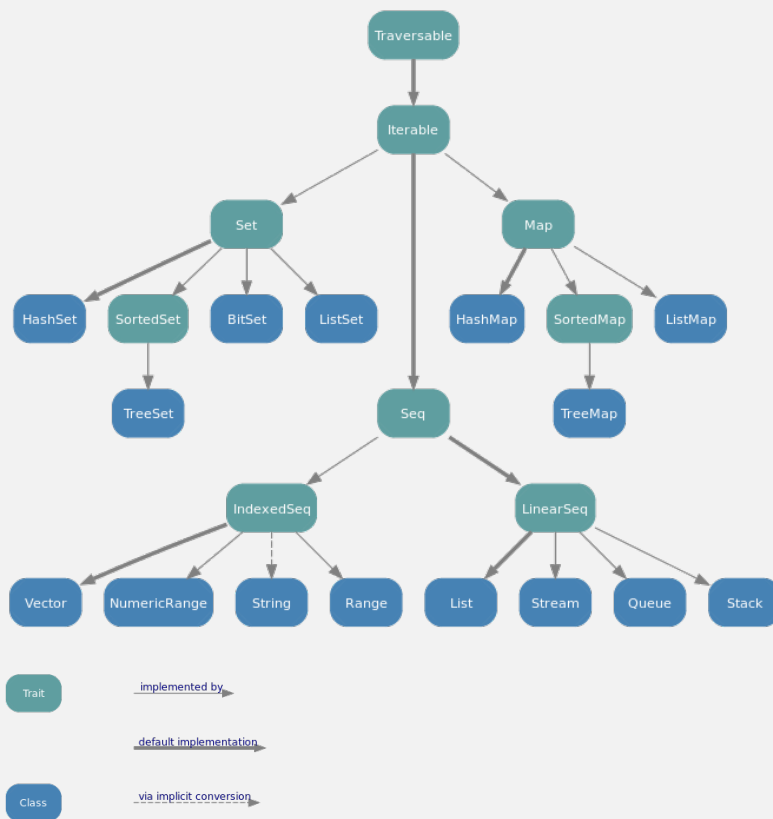 Traversable
Iterable
Set
Map
HashSet
SortedSet
BitSet
ListSet
HashMap
SortedMap
ListMap
TreeSet
Seq
TreeMap
IndexedSeq
LinearSeq
Vector
NumericRange
String
Range
List
Stream
Queue
Stack
Trait
implemented by
default implementation
Class
via implicit conversion